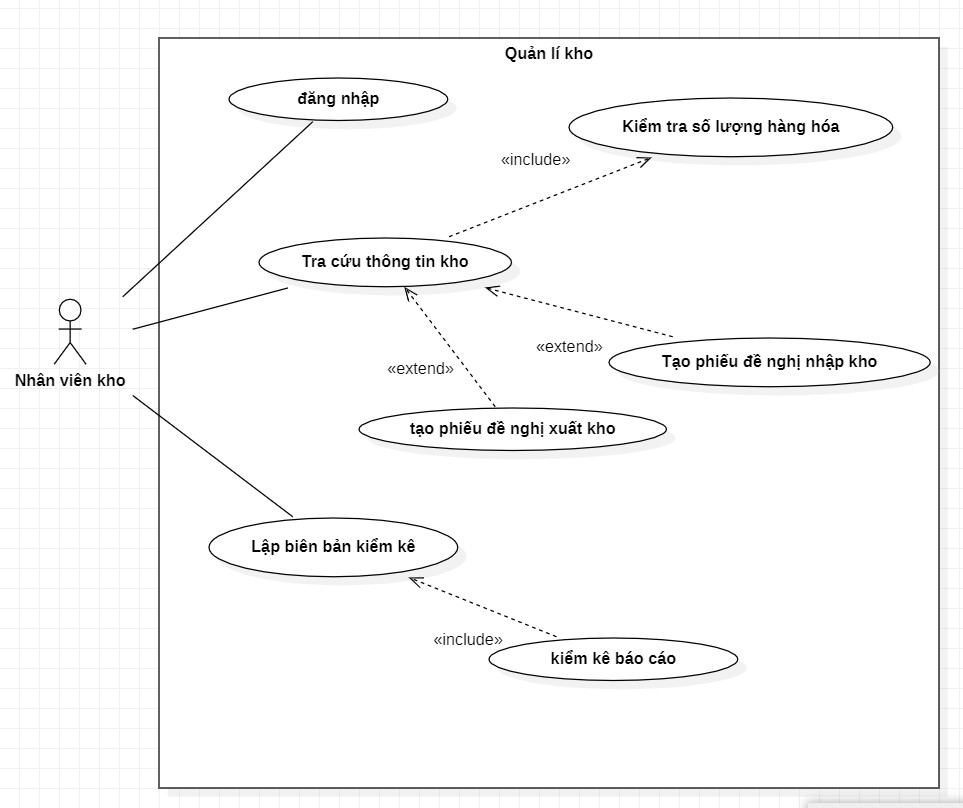 Quản lí kho
đăng nhập
Kiểm tra số lượng hàng hóa
«include»
Tra cứu thông tin kho
«extend»
Tạo phiếu đề nghị nhập kho
«extend»
Nhân viên kho
tạo phiếu đề nghị xuất kho
Lập biên bản kiểm kê
«include»
kiểm kê báo cáo